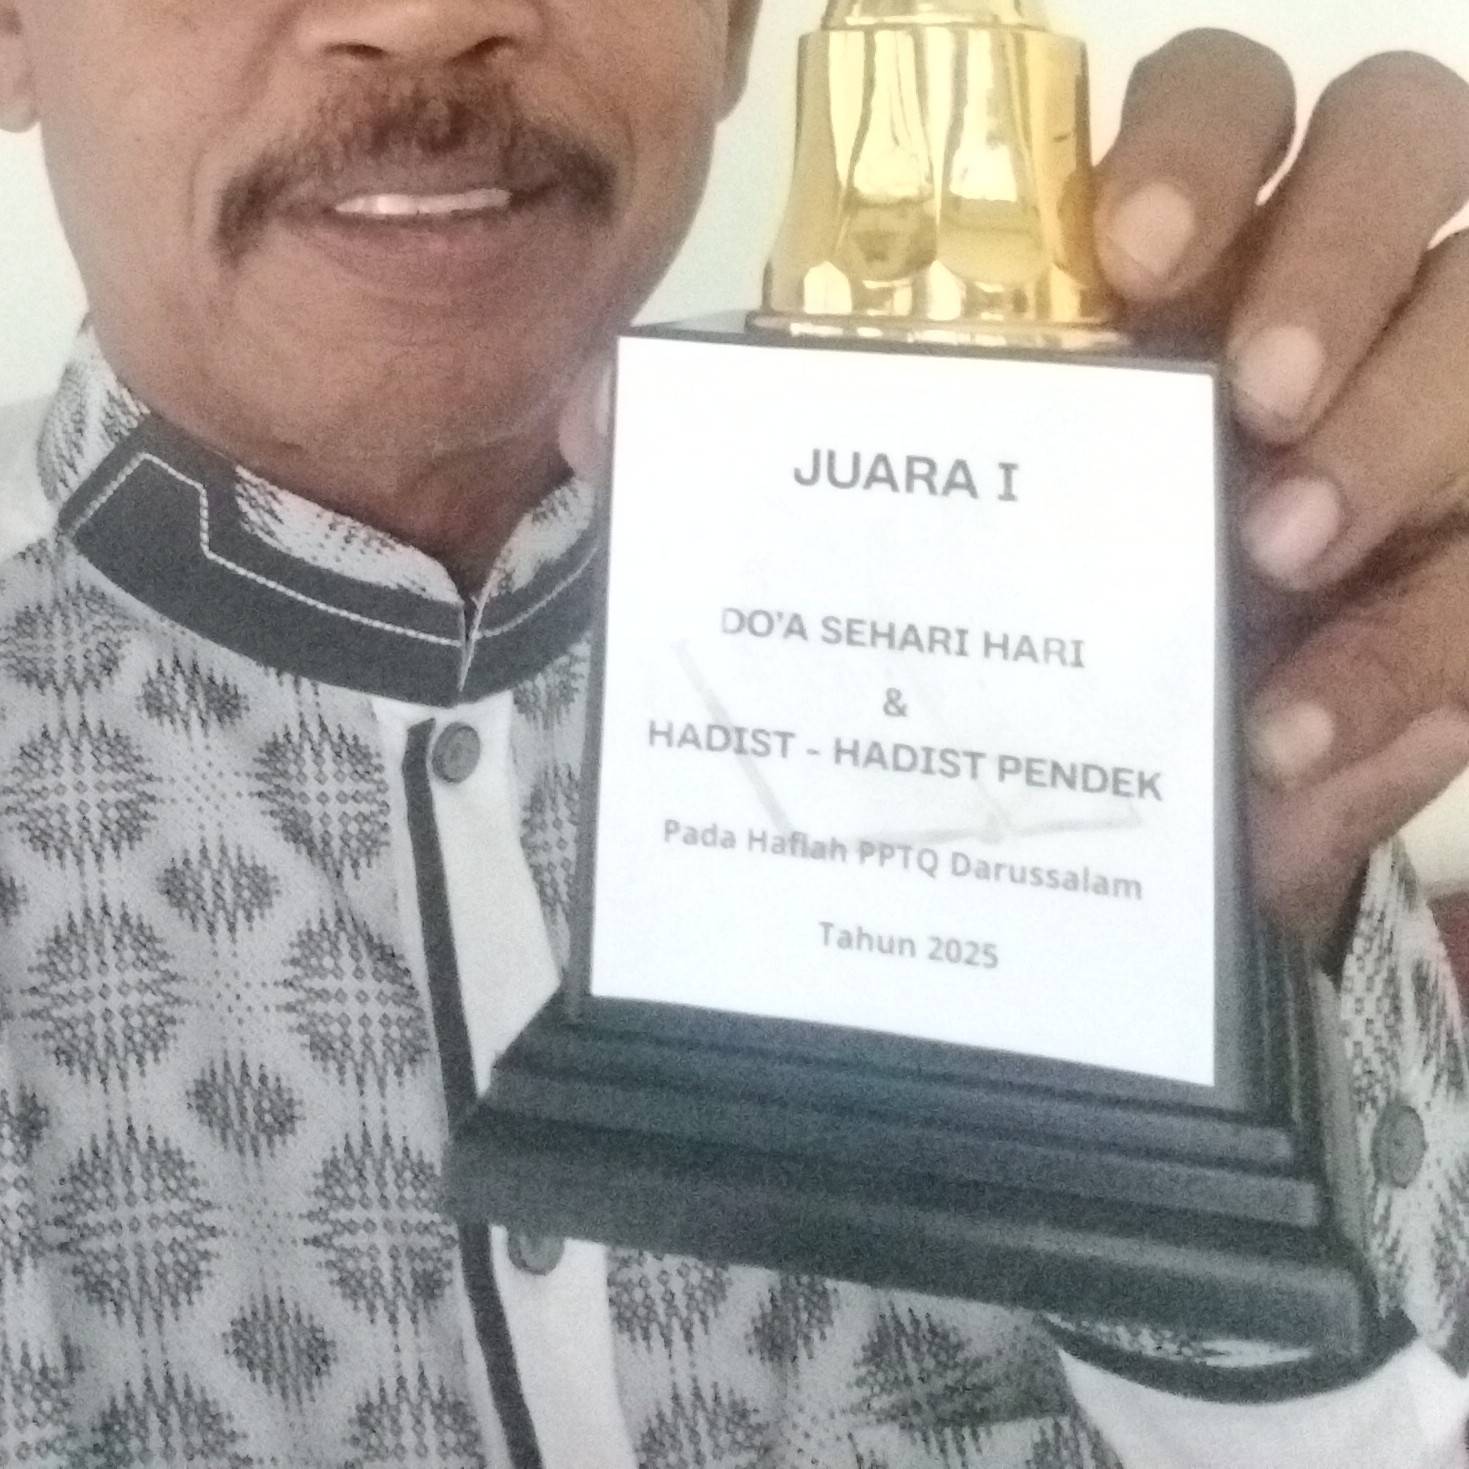 JUARA I
DO'A SEHARI HARI
&
HADIST - HADIST PENDEK
Pada Haflah PPTQ Darussalam
Tahun 2025